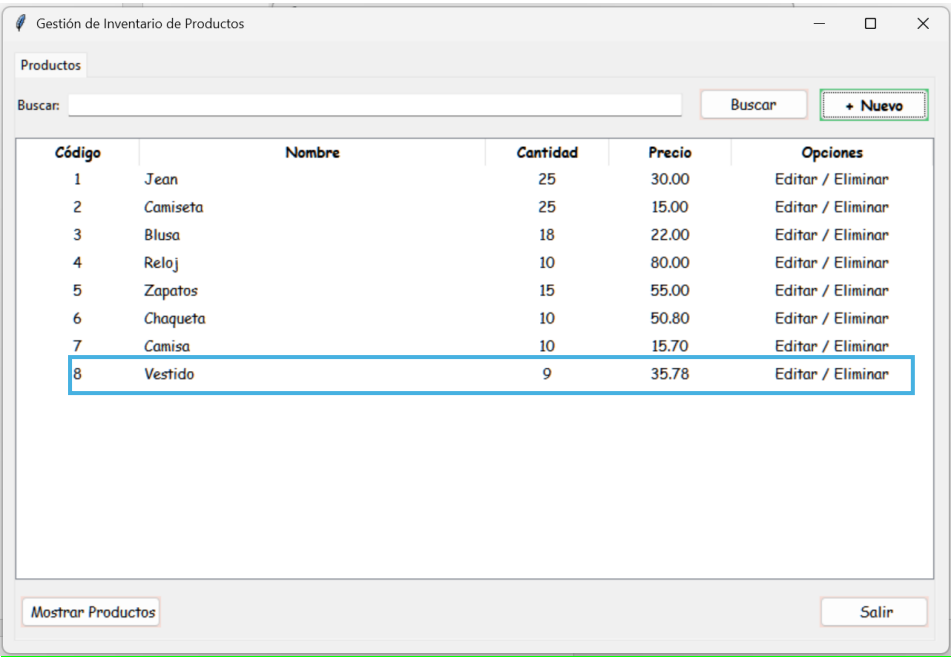 Gestión de Inventario de Productos
Productos
Buscar: Buscar + Nuevo
Código Nombre Cantidad Precio Opciones
1 Jean 25 30.00 Editar / Eliminar
2 Camiseta 25 15.00 Editar / Eliminar
3 Blusa 18 22.00 Editar / Eliminar
4 Reloj 10 80.00 Editar / Eliminar
5 Zapatos 15 55.00 Editar / Eliminar
6 Chaqueta 10 50.80 Editar / Eliminar
7 Camisa 10 15.70 Editar / Eliminar
8 Vestido 9 35.78 Editar / Eliminar
Mostrar Productos Salir